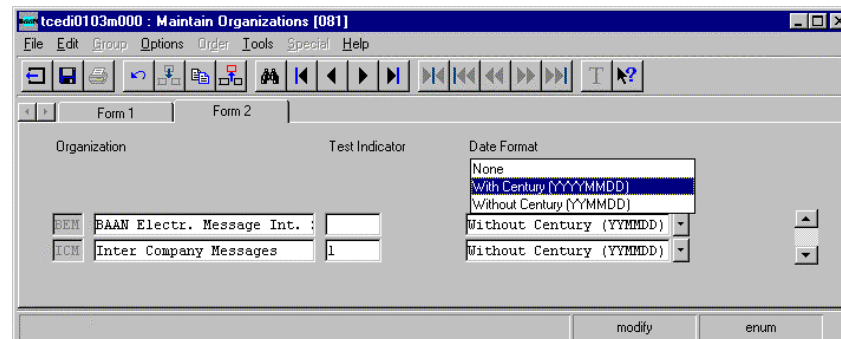 tcedi0103m000 : Maintain Organizations [081]
File Edit Group Options Order Tools Special Help
T ?
Form 1 Form 2
Organization Test Indicator Date Format
None
With Century (YYYYMMDD)
Without Century (YYMMDD)
BEM BAAN Electr. Message Int. Without Century (YYMMDD)
ICM Inter Company Messages 1 Without Century (YYMMDD)
modify enum